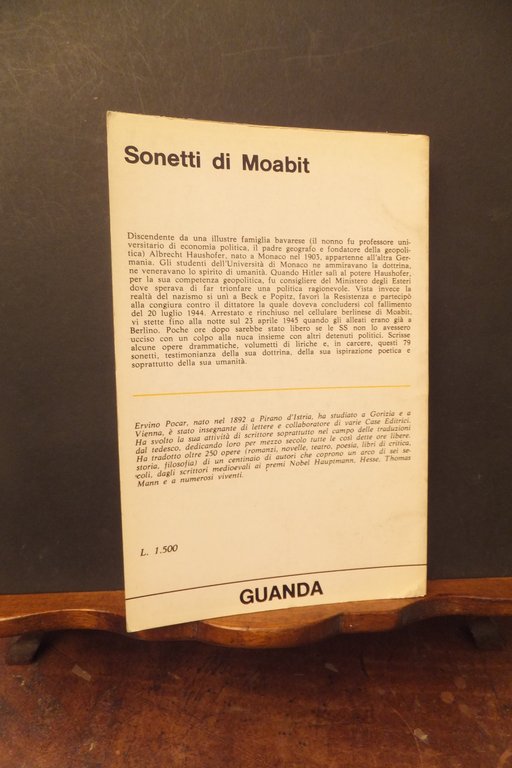 Sonetti di Moabit
Discendente da una illustre famiglia bavarese (il nonno fu professore uni-
versitario di economia politica, il padre geografo e fondatore della geopoli-
tica) Albrecht Haushofer, nato a Monaco nel 1903, appartenne all'altra Ger-
mania. Gli studenti dell'Università di Monaco ne ammiravano la dottrina,
ne veneravano lo spirito di umanità. Quando Hitler salì al potere Haushofer,
per la sua competenza geopolitica, fu consigliere del Ministero degli Esteri
dove sperava di far trionfare una politica ragionevole. Vista invece la
realtà del nazismo si unì a Beck e Popitz, favorì la Resistenza e partecipò
alla congiura contro il dittatore la quale doveva concludersi col fallimento
del 20 luglio 1944. Arrestato e rinchiuso nel cellulare berlinese di Moabit,
vi stette fino alla notte sul 23 aprile 1945 quando gli alleati erano già a
Berlino. Poche ore dopo sarebbe stato libero se le SS non lo avessero
ucciso con un colpo alla nuca insieme con altri detenuti politici. Scrisse
alcune opere drammatiche, volumetti di liriche e, in carcere, questi 79
sonetti, testimonianza della sua dottrina, della sua ispirazione poetica e
soprattutto della sua umanità.
Ervino Pocar, nato nel 1892 a Pirano d'Istria, ha studiato a Gorizia e a
Vienna, è stato insegnante di lettere e collaboratore di varie Case Editrici.
Ha svolto la sua attività di scrittore soprattutto nel campo delle traduzioni
dal tedesco, dedicando loro per mezzo secolo tutte le così dette ore libere.
Ha tradotto oltre 250 opere (romanzi, novelle, teatro, poesia, libri di critica,
storia, filosofia) di un centinaio di autori che coprono un arco di sei se-
coli, dagli scrittori medioevali ai premi Nobel Hauptmann, Hesse, Thomas
Mann e a numerosi viventi.
L. 1.500
GUANDA